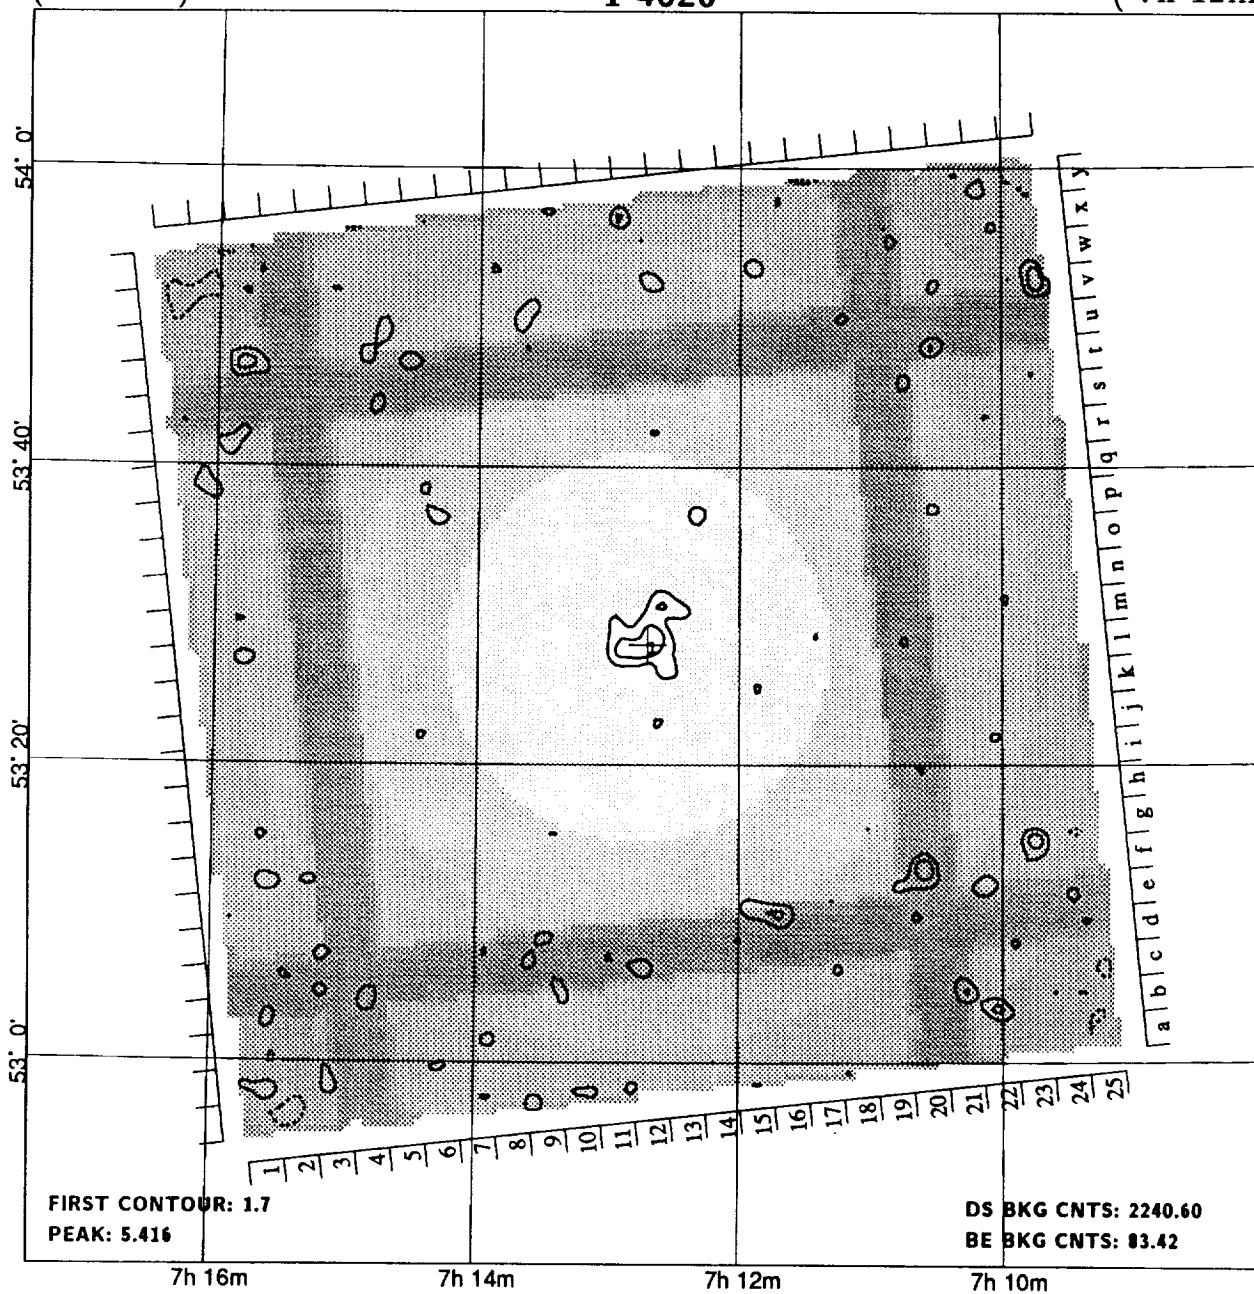 54° 0'
53° 40'
53° 20'
53° 0'
y
x
w
v
u
t
s
r
q
p
o
n
m
l
k
j
i
h
g
f
e
d
c
b
a
1 2 3 4 5 6 7 8 9 10 11 12 13 14 15 16 17 18 19 20 21 22 23 24 25
FIRST CONTOUR: 1.7
PEAK: 5.416
DS BKG CNTS: 2240.60
BE BKG CNTS: 83.42
7h 16m 7h 14m 7h 12m 7h 10m